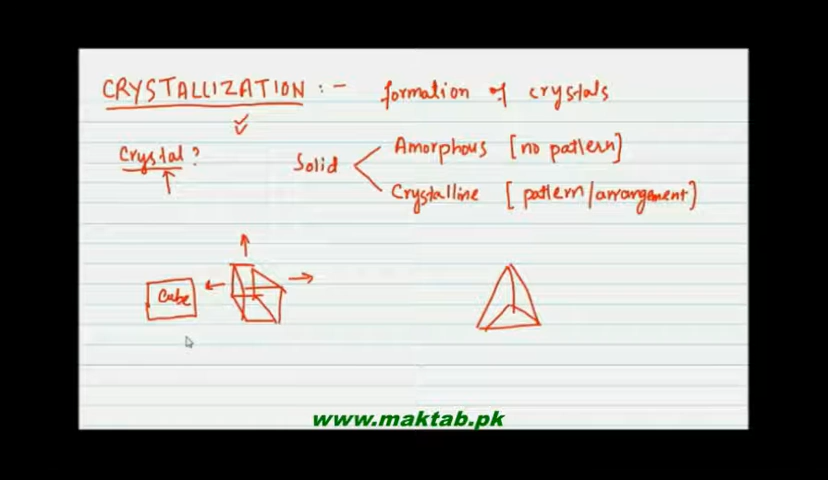 CRYSTALLIZATION :- formation of crystals
Crystal?
Solid
Amorphous [no pattern]
Crystalline [pattern/arrangement]
Cube
www.maktab.pk